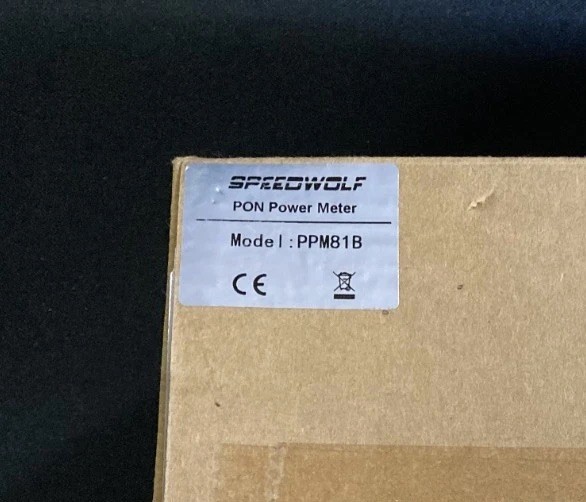 SPEEDWOLF
PON Power Meter
Model:PPM81B
CE